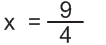 x = 9/4